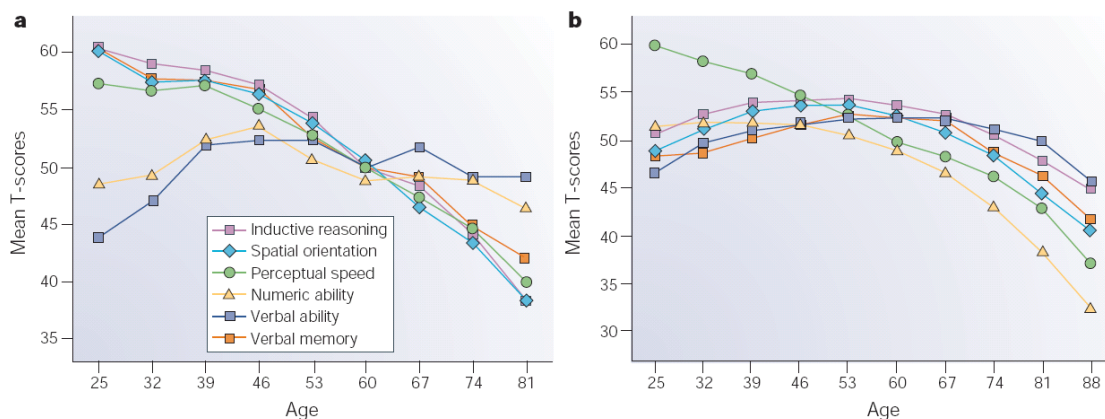 a
Mean T-scores
60
55
50
45
40
35
Inductive reasoning
Spatial orientation
Perceptual speed
Numeric ability
Verbal ability
Verbal memory
25 32 39 46 53 60 67 74 81
Age
b
Mean T-scores
60
55
50
45
40
35
30
25 32 39 46 53 60 67 74 81 88
Age